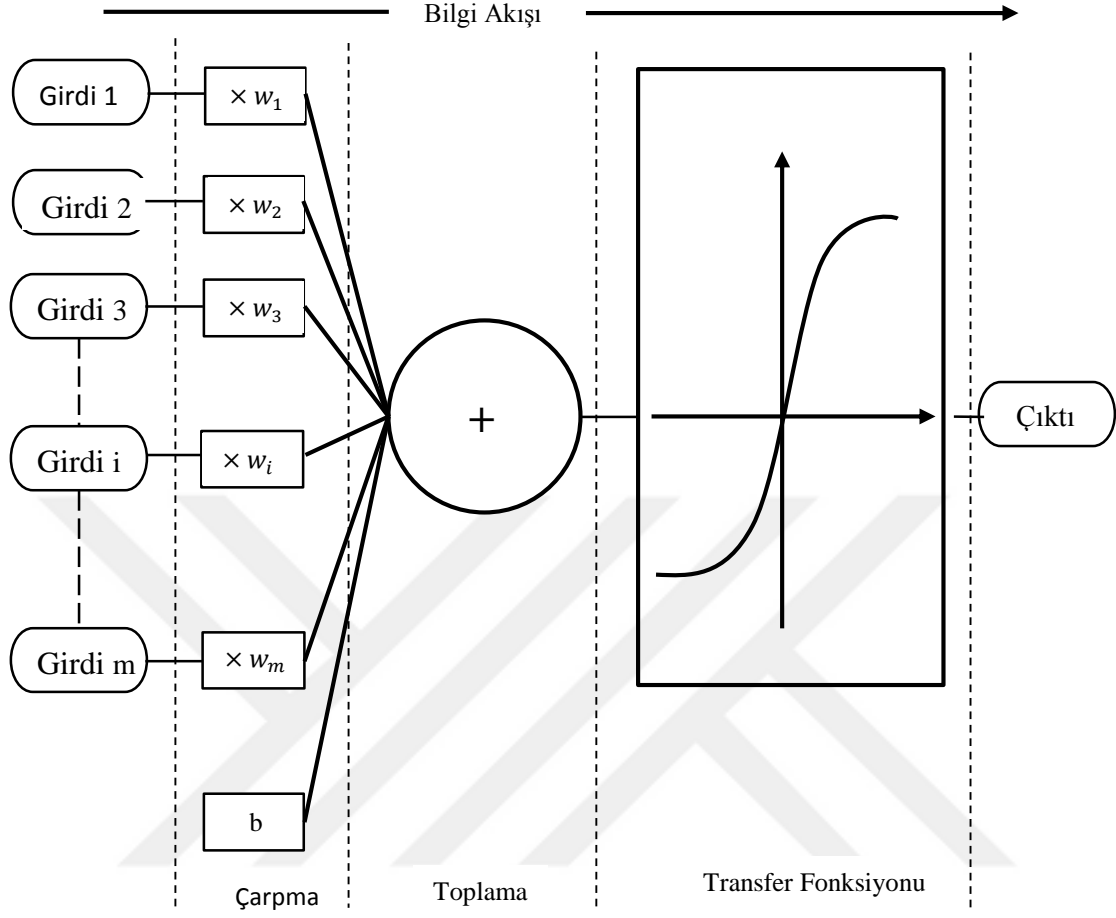 Bilgi Akışı
Girdi 1
× w₁
Girdi 2
× w₂
Girdi 3
× w₃
Girdi i
× wᵢ
+
Çıktı
Girdi m
× wₘ
b
Çarpma
Toplama
Transfer Fonksiyonu